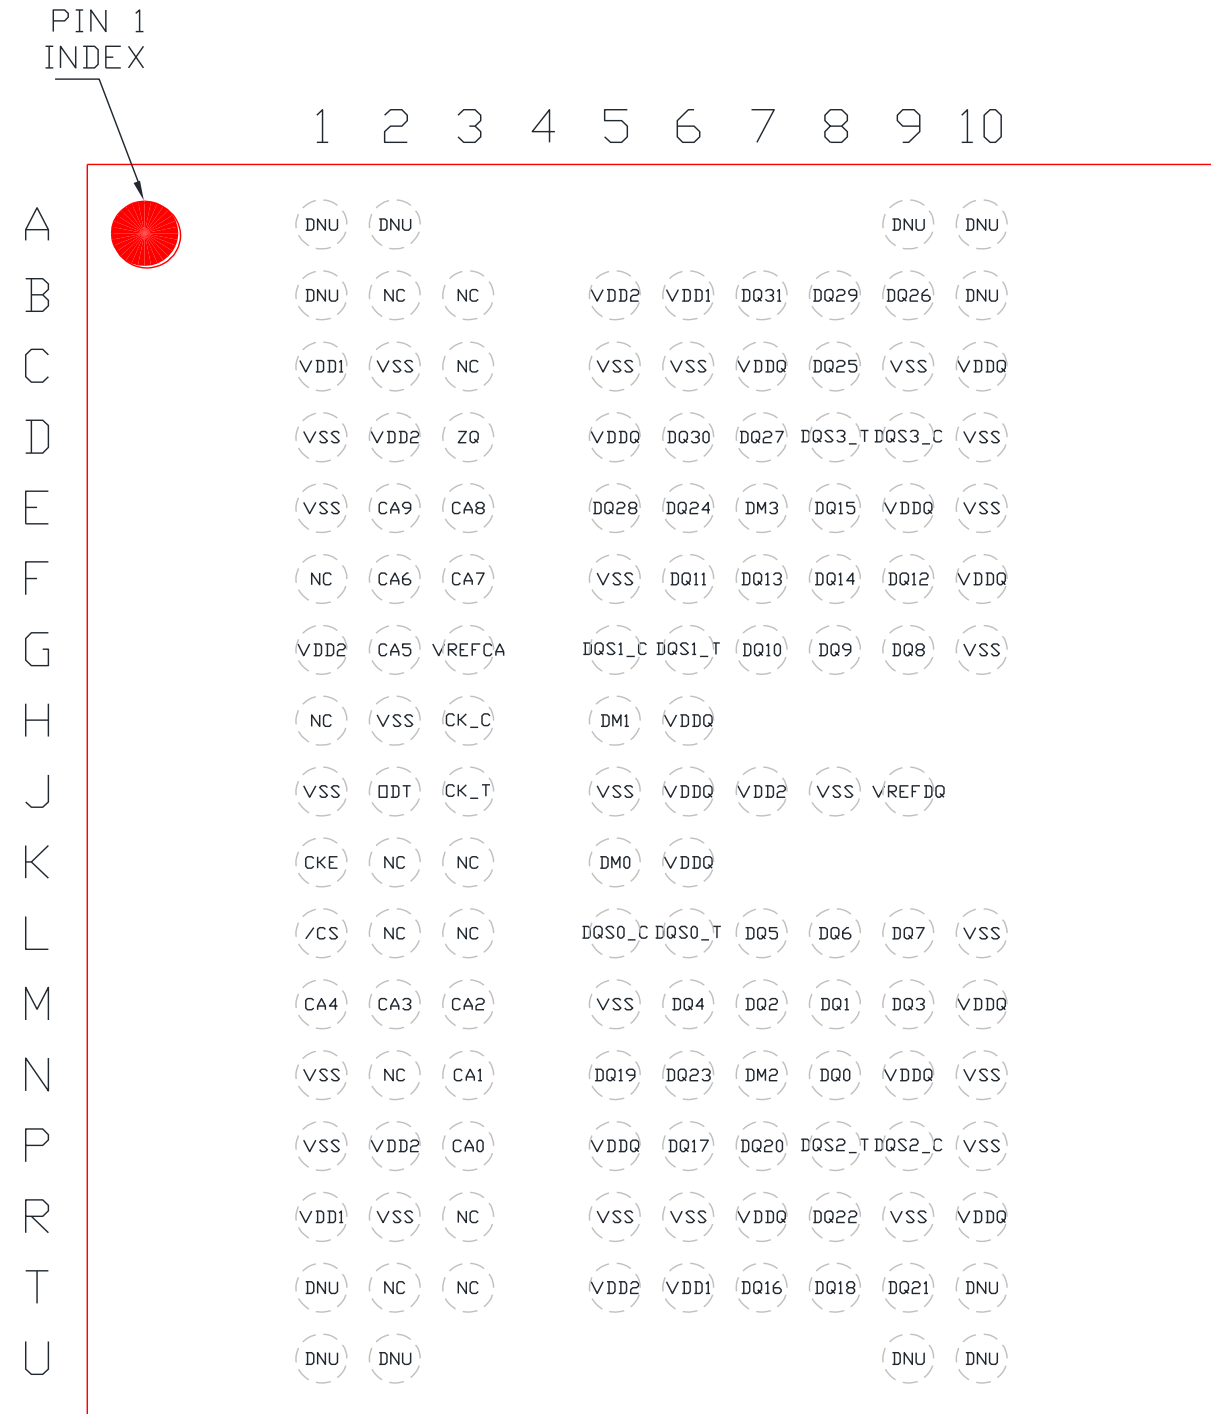 PIN 1
INDEX
1 2 3 4 5 6 7 8 9 10
A DNU DNU DNU DNU
B DNU NC NC VDD2 VDD1 DQ31 DQ29 DQ26 DNU
C VDD1 VSS NC VSS VSS VDDQ DQ25 VSS VDDQ
D VSS VDD2 ZQ VDDQ DQ30 DQ27 DQS3_T DQS3_C VSS
E VSS CA9 CA8 DQ28 DQ24 DM3 DQ15 VDDQ VSS
F NC CA6 CA7 VSS DQ11 DQ13 DQ14 DQ12 VDDQ
G VDD2 CA5 VREFCA DQS1_C DQS1_T DQ10 DQ9 DQ8 VSS
H NC VSS CK_C DM1 VDDQ
J VSS ODT CK_T VSS VDDQ VDD2 VSS VREFDQ
K CKE NC NC DM0 VDDQ
L /CS NC NC DQS0_C DQS0_T DQ5 DQ6 DQ7 VSS
M CA4 CA3 CA2 VSS DQ4 DQ2 DQ1 DQ3 VDDQ
N VSS NC CA1 DQ19 DQ23 DM2 DQ0 VDDQ VSS
P VSS VDD2 CA0 VDDQ DQ17 DQ20 DQS2_T DQS2_C VSS
R VDD1 VSS NC VSS VSS VDDQ DQ22 VSS VDDQ
T DNU NC NC VDD2 VDD1 DQ16 DQ18 DQ21 DNU
U DNU DNU DNU DNU